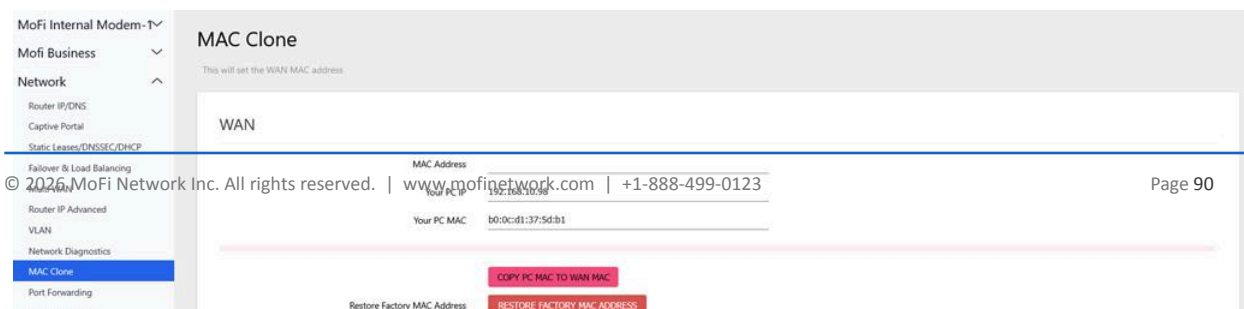 MoFi Internal Modem-1
Mofi Business
Network
Router IP/DNS
Captive Portal
Static Leases/DNSSEC/DHCP
Failover & Load Balancing
Multi WAN
Router IP Advanced
VLAN
Network Diagnostics
MAC Clone
Port Forwarding
MAC Clone
This will set the WAN MAC address
WAN
MAC Address
Your PC IP 192.168.10.98
Your PC MAC b0:0c:d1:37:5d:b1
COPY PC MAC TO WAN MAC
Restore Factory MAC Address RESTORE FACTORY MAC ADDRESS
© 2026 MoFi Network Inc. All rights reserved. | www.mofinetwork.com | +1-888-499-0123 Page 90